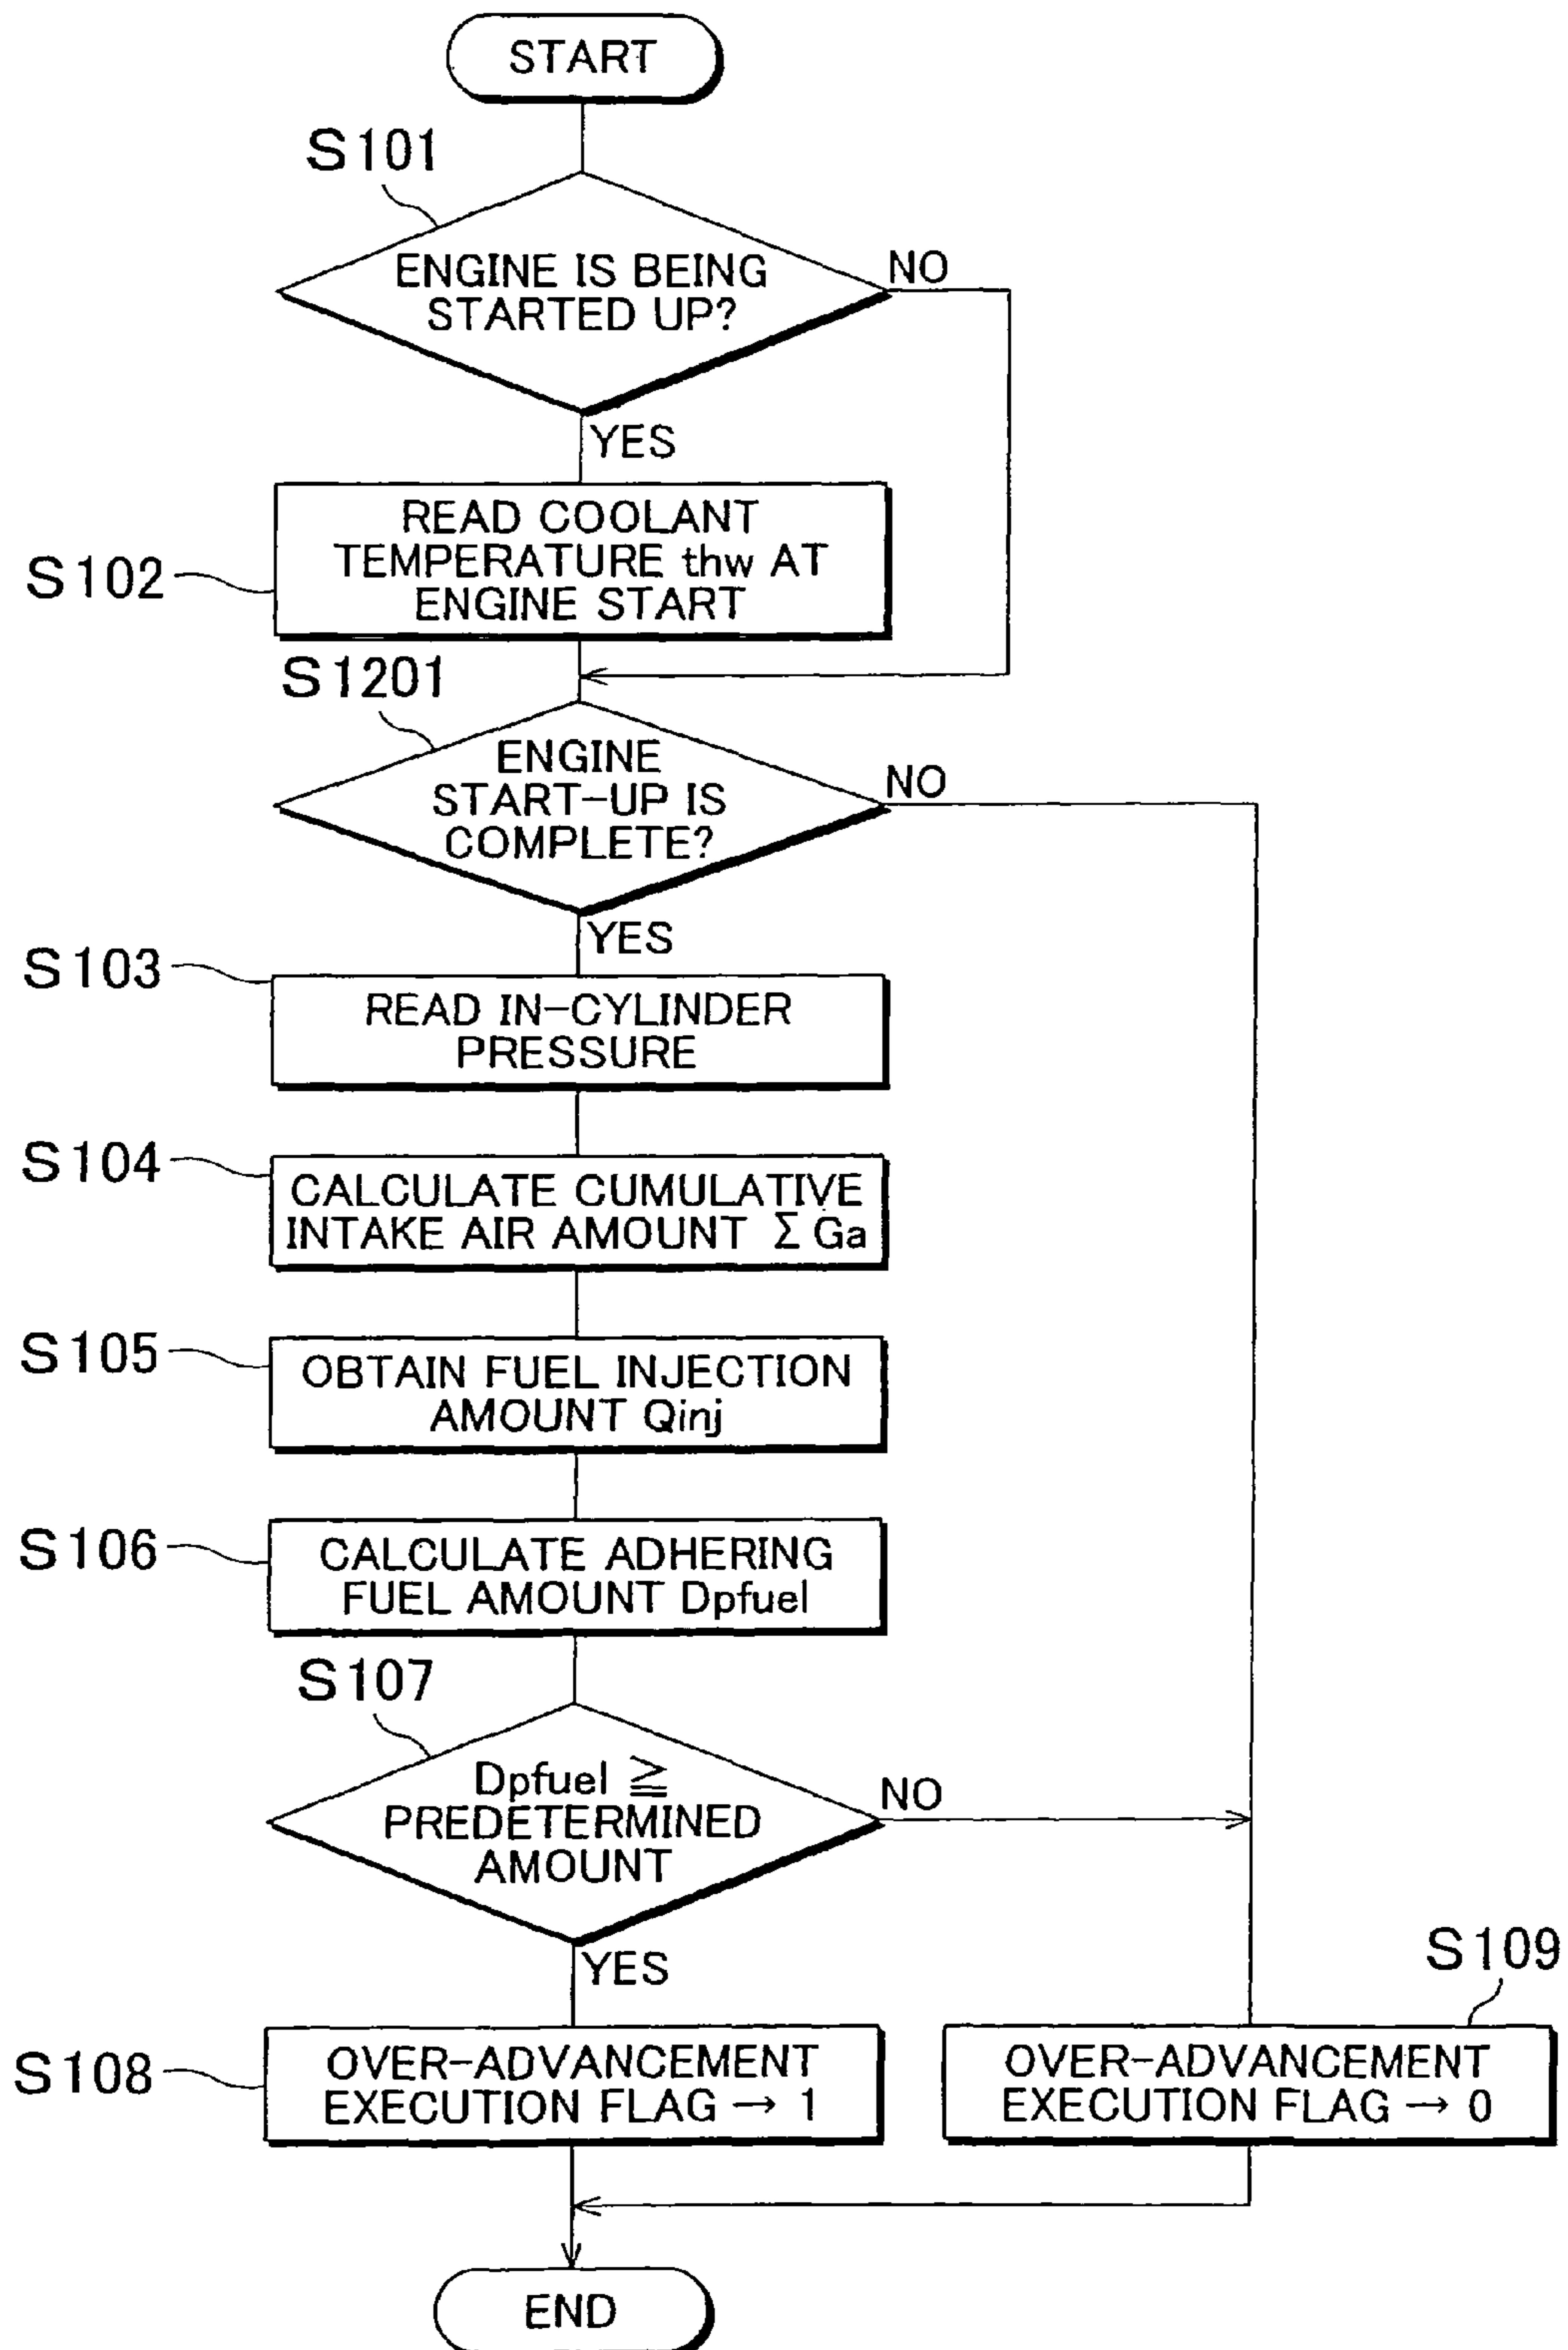 START
S101
ENGINE IS BEING
STARTED UP?
NO
YES
S102
READ COOLANT
TEMPERATURE thw AT
ENGINE START
S1201
ENGINE
START-UP IS
COMPLETE?
NO
YES
S103
READ IN-CYLINDER
PRESSURE
S104
CALCULATE CUMULATIVE
INTAKE AIR AMOUNT Σ Ga
S105
OBTAIN FUEL INJECTION
AMOUNT Qinj
S106
CALCULATE ADHERING
FUEL AMOUNT Dpfuel
S107
Dpfuel ≧
PREDETERMINED
AMOUNT
NO
YES
S108
OVER-ADVANCEMENT
EXECUTION FLAG → 1
S109
OVER-ADVANCEMENT
EXECUTION FLAG → 0
END